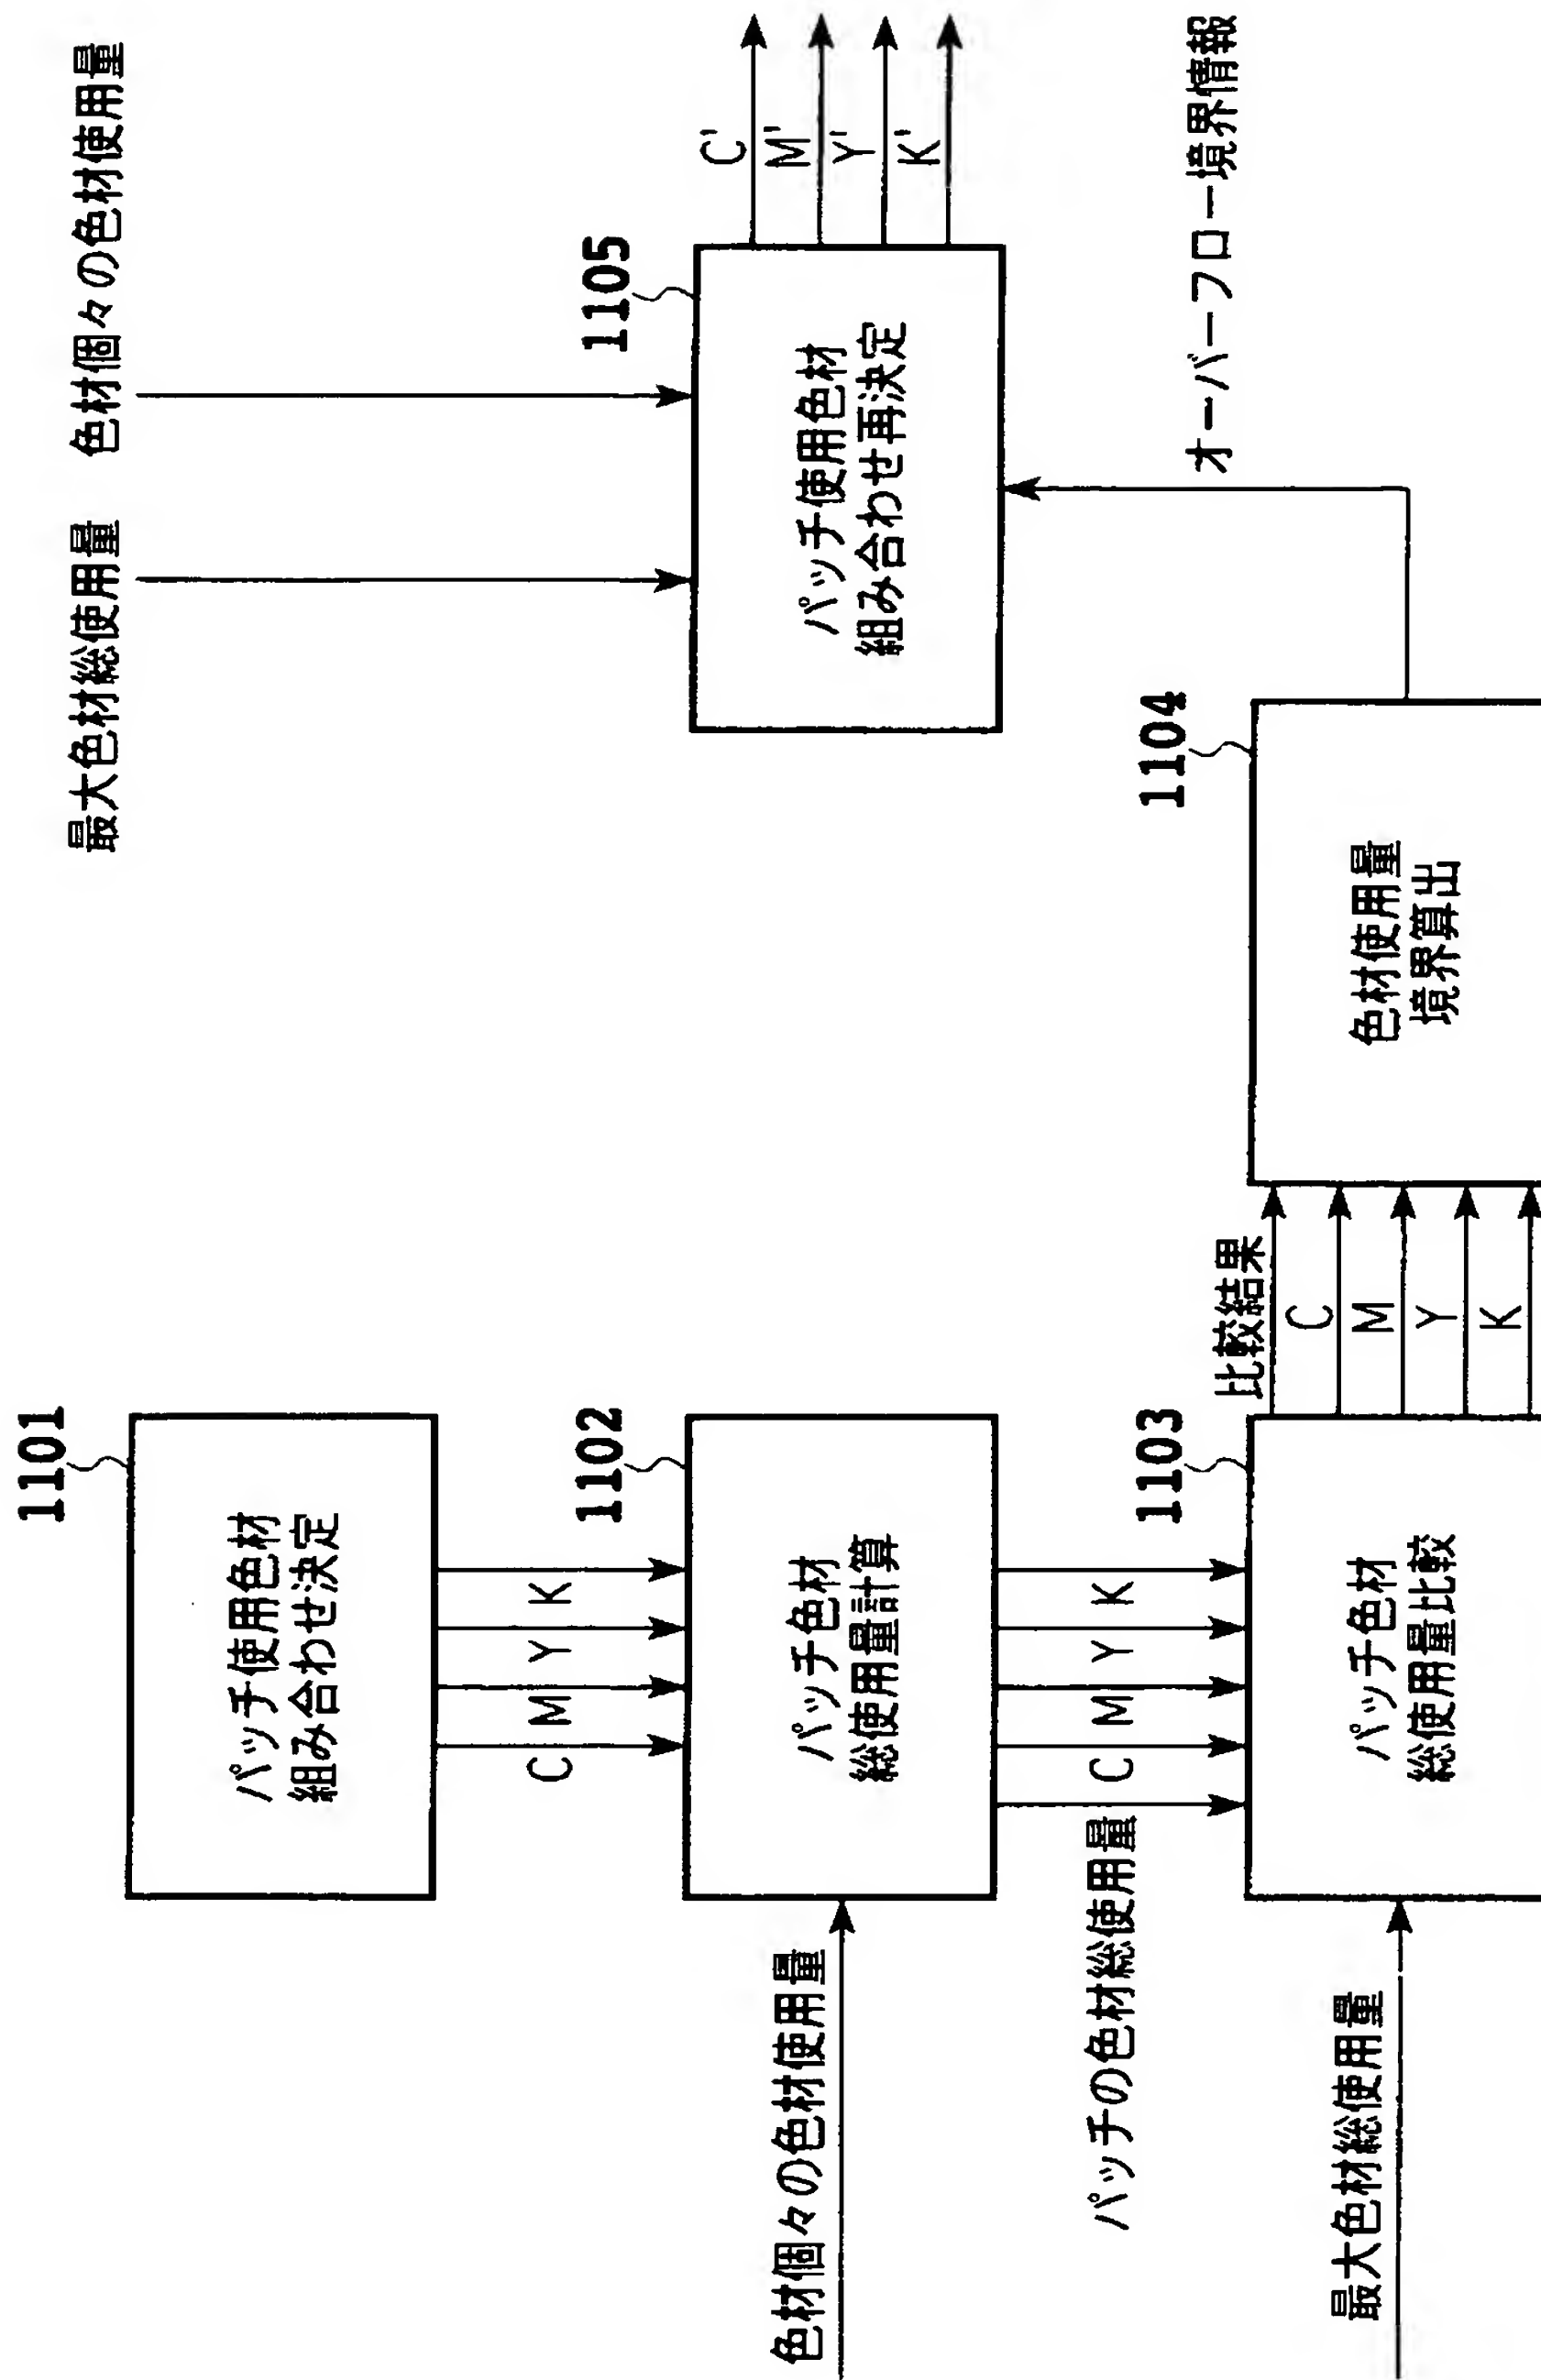 1101
パッチ使用色材
組み合わせ決定
C
M
Y
K
色材個々の色材使用量
1102
パッチ色材
総使用量計算
パッチの色材総使用量
C
M
Y
K
最大色材総使用量
1103
パッチ色材
総使用量比較
比較結果
C
M
Y
K
1104
色材使用量
境界算出
オーバーフロー境界情報
最大色材総使用量
色材個々の色材使用量
1105
パッチ使用色材
組み合わせ再決定
C'
M'
Y'
K'